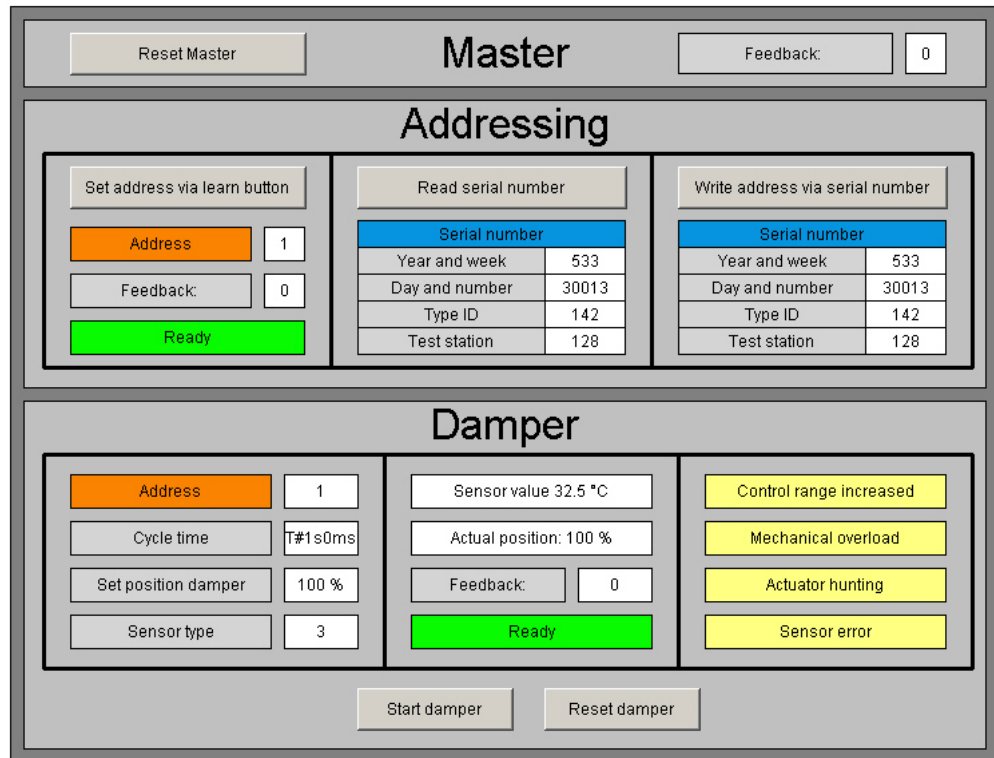 Reset Master
Master
Feedback: 0
Addressing
Set address via learn button
Address 1
Feedback: 0
Ready
Read serial number
Serial number
Year and week 533
Day and number 30013
Type ID 142
Test station 128
Write address via serial number
Serial number
Year and week 533
Day and number 30013
Type ID 142
Test station 128
Damper
Address 1
Cycle time T#1s0ms
Set position damper 100 %
Sensor type 3
Sensor value 32.5 °C
Actual position: 100 %
Feedback: 0
Ready
Control range increased
Mechanical overload
Actuator hunting
Sensor error
Start damper
Reset damper